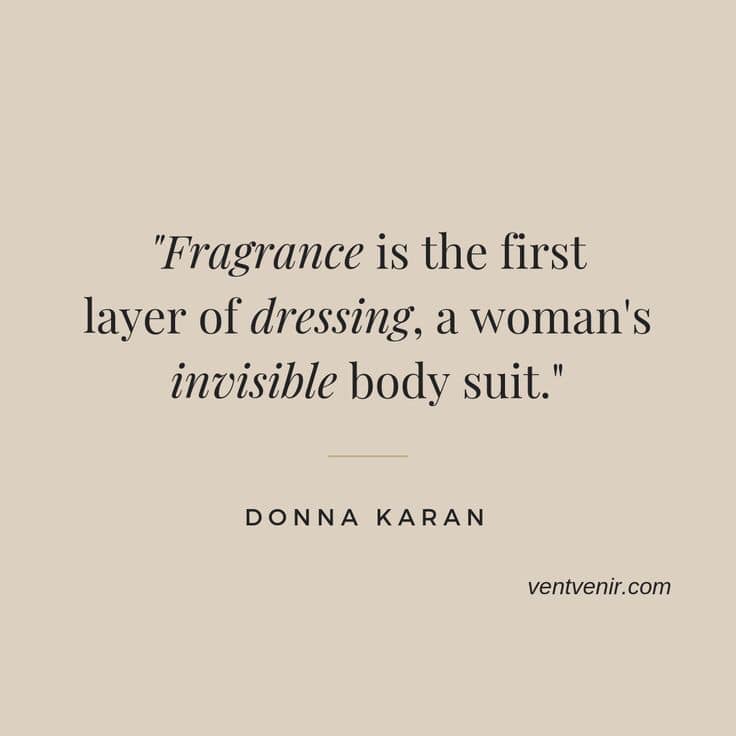 "Fragrance is the first
layer of dressing, a woman's
invisible body suit."
DONNA KARAN
ventvenir.com